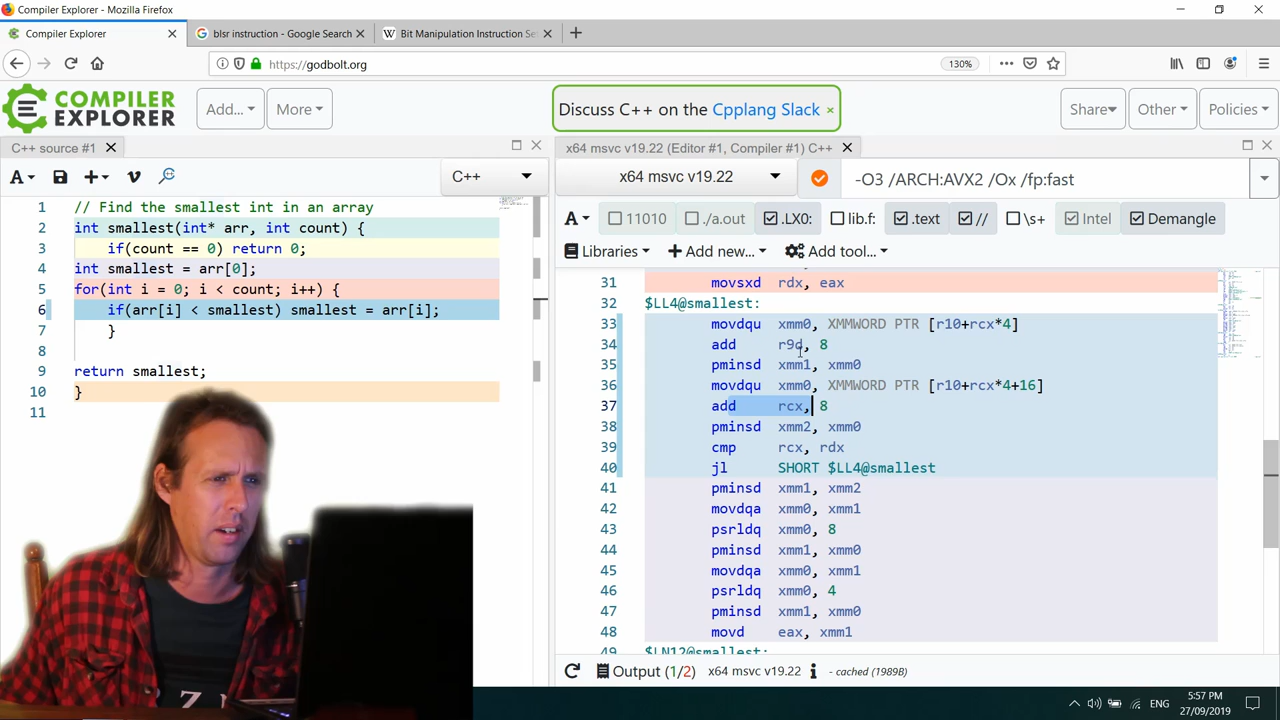 Compiler Explorer - Mozilla Firefox
Compiler Explorer
blsr instruction - Google Search
Bit Manipulation Instruction Se
https://godbolt.org
130%
COMPILER
EXPLORER
Add...
More
Discuss C++ on the Cpplang Slack ×
Share
Other
Policies
C++ source #1
x64 msvc v19.22 (Editor #1, Compiler #1) C++
A
C++
x64 msvc v19.22
-O3 /ARCH:AVX2 /Ox /fp:fast
A
11010
./a.out
.LX0:
lib.f:
.text
//
\s+
Intel
Demangle
Libraries
Add new...
Add tool...
1 // Find the smallest int in an array
2 int smallest(int* arr, int count) {
3 if(count == 0) return 0;
4 int smallest = arr[0];
5 for(int i = 0; i < count; i++) {
6 if(arr[i] < smallest) smallest = arr[i];
7 }
8
9 return smallest;
10 }
11
31 movsxd rdx, eax
32 $LL4@smallest:
33 movdqu xmm0, XMMWORD PTR [r10+rcx*4]
34 add r9d, 8
35 pminsd xmm1, xmm0
36 movdqu xmm0, XMMWORD PTR [r10+rcx*4+16]
37 add rcx, 8
38 pminsd xmm2, xmm0
39 cmp rcx, rdx
40 jl SHORT $LL4@smallest
41 pminsd xmm1, xmm2
42 movdqa xmm0, xmm1
43 psrldq xmm0, 8
44 pminsd xmm1, xmm0
45 movdqa xmm0, xmm1
46 psrldq xmm0, 4
47 pminsd xmm1, xmm0
48 movd eax, xmm1
49 $LN12@smallest:
Output (1/2) x64 msvc v19.22 i - cached (1989B)
Z
ENG
5:57 PM
27/09/2019